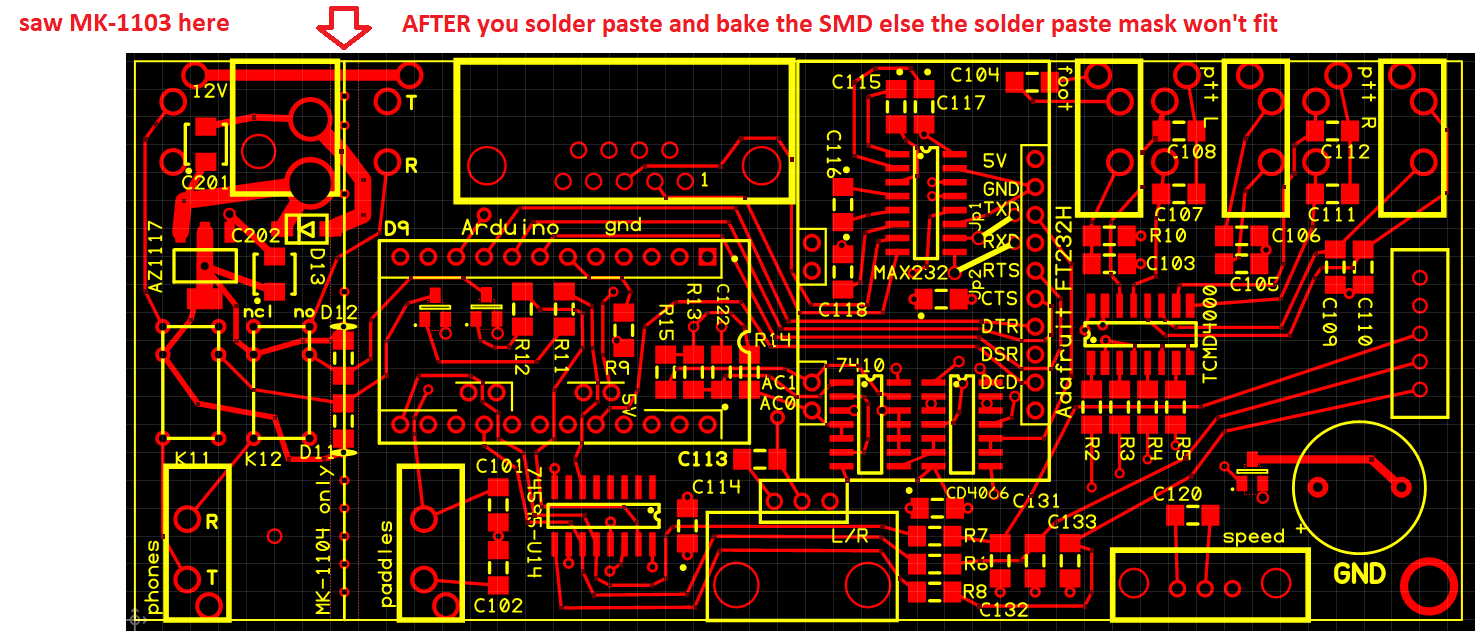 saw MK-1103 here
AFTER you solder paste and bake the SMD else the solder paste mask won't fit
12V
T
R
C201
C202
AZ1117
D13
ncl
no
D12
D11
K11
K12
R
T
phones
MK-1104 only
1
D9
Arduino
gnd
R12
R11
R9
5V
R15
R13
C122
R14
paddles
C101
C102
74595-U14
C113
C114
C115
C104
C117
C116
C118
MAX232
JP1
JP2
5V
GND
TXD
RXD
RTS
CTS
DTR
DSR
DCD
AC1
AC0
7410
Adafruit FT232H
CD4066
L/R
R7
R6
R8
C131
C133
C132
foot
ptt L
ptt R
C108
C107
C112
C111
R10
C103
C106
C105
C109
C110
TCMD4000
R2
R3
R4
R5
C120
speed
+
GND